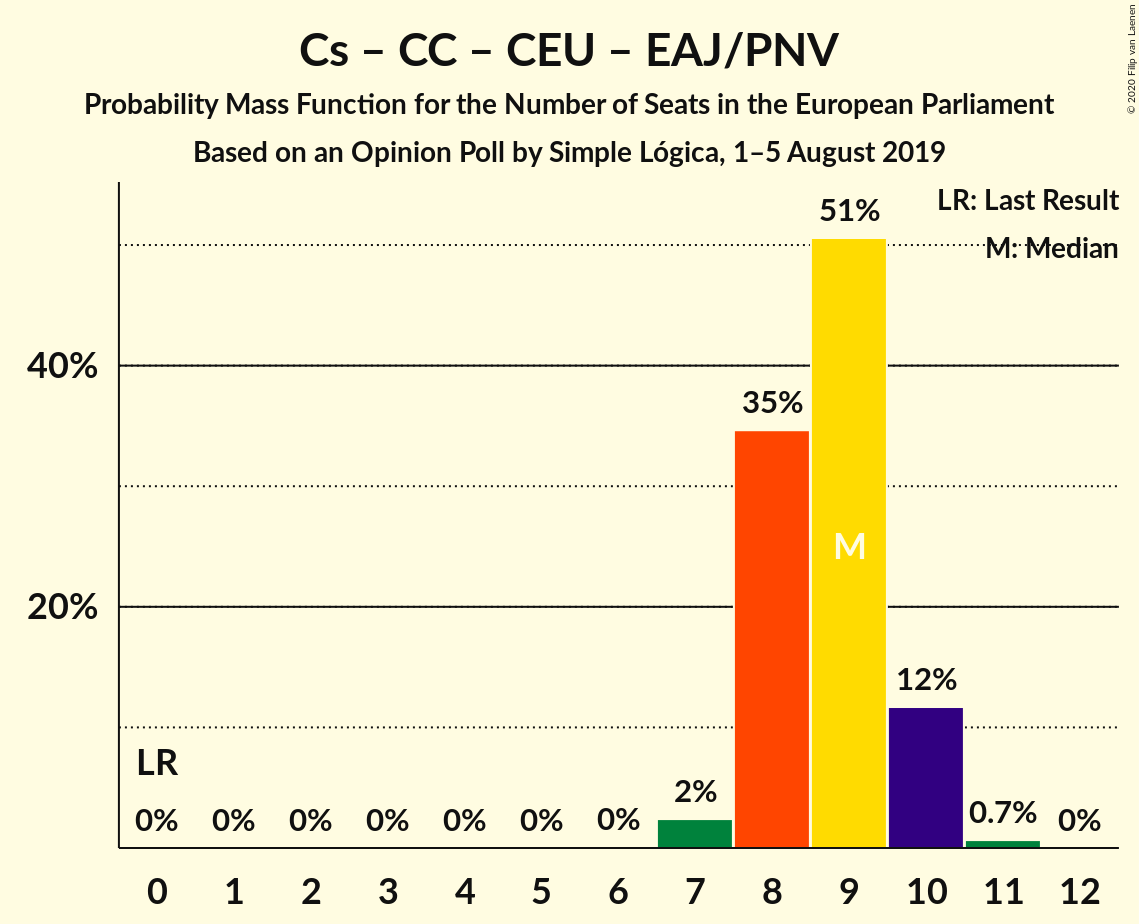 Cs – CC – CEU – EAJ/PNV
Probability Mass Function for the Number of Seats in the European Parliament
Based on an Opinion Poll by Simple Lógica, 1–5 August 2019
© 2020 Filip van Laenen
LR: Last Result
M: Median
51%
40%
35%
M
20%
12%
LR
0% 0% 0% 0% 0% 0% 0% 2% 0.7% 0%
0 1 2 3 4 5 6 7 8 9 10 11 12